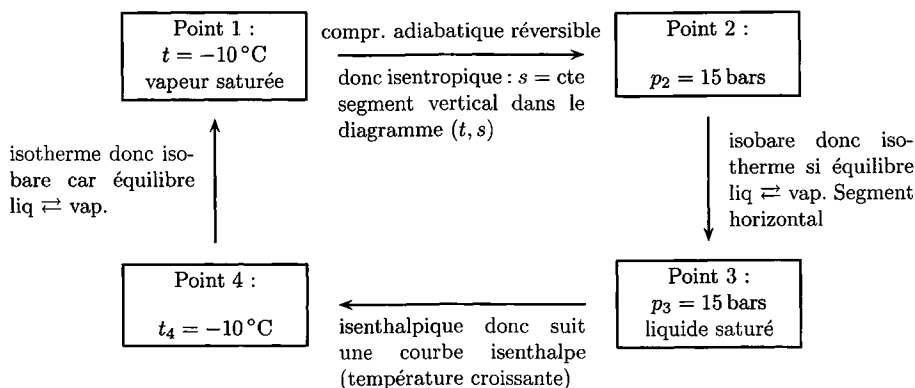 Point 1 :
t = −10 °C
vapeur saturée
compr. adiabatique réversible
donc isentropique : s = cte
segment vertical dans le
diagramme (t, s)
Point 2 :
p₂ = 15 bars
isotherme donc iso-
bare car équilibre
liq ⇄ vap.
isobare donc iso-
therme si équilibre
liq ⇄ vap. Segment
horizontal
Point 4 :
t₄ = −10 °C
isenthalpique donc suit
une courbe isenthalpe
(température croissante)
Point 3 :
p₃ = 15 bars
liquide saturé